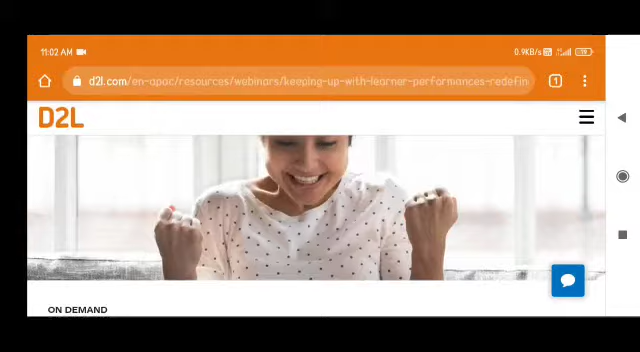 11:02 AM
0.9KB/s
d2l.com/en-apac/resources/webinars/keeping-up-with-learner-performances-redefin
1
D2L
ON DEMAND